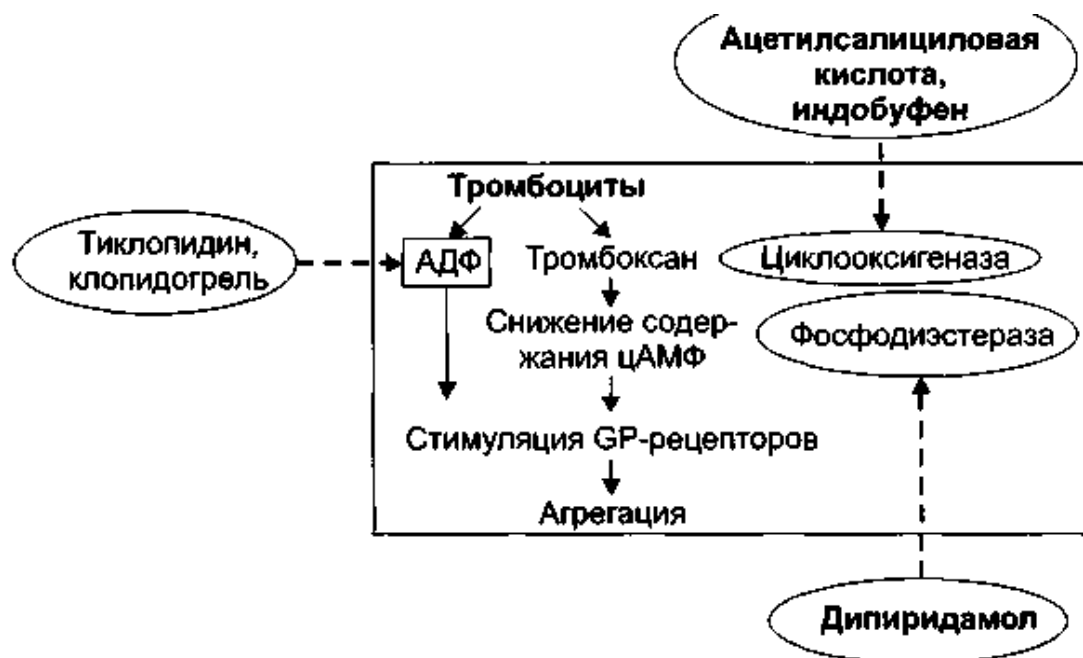 Ацетилсалициловая
кислота,
индобуфен
Тромбоциты
Тиклопидин,
клопидогрель
АДФ
Тромбоксан
Циклооксигеназа
Снижение содер-
жания цАМФ
Фосфодиэстераза
Стимуляция GP-рецепторов
Агрегация
Дипиридамол